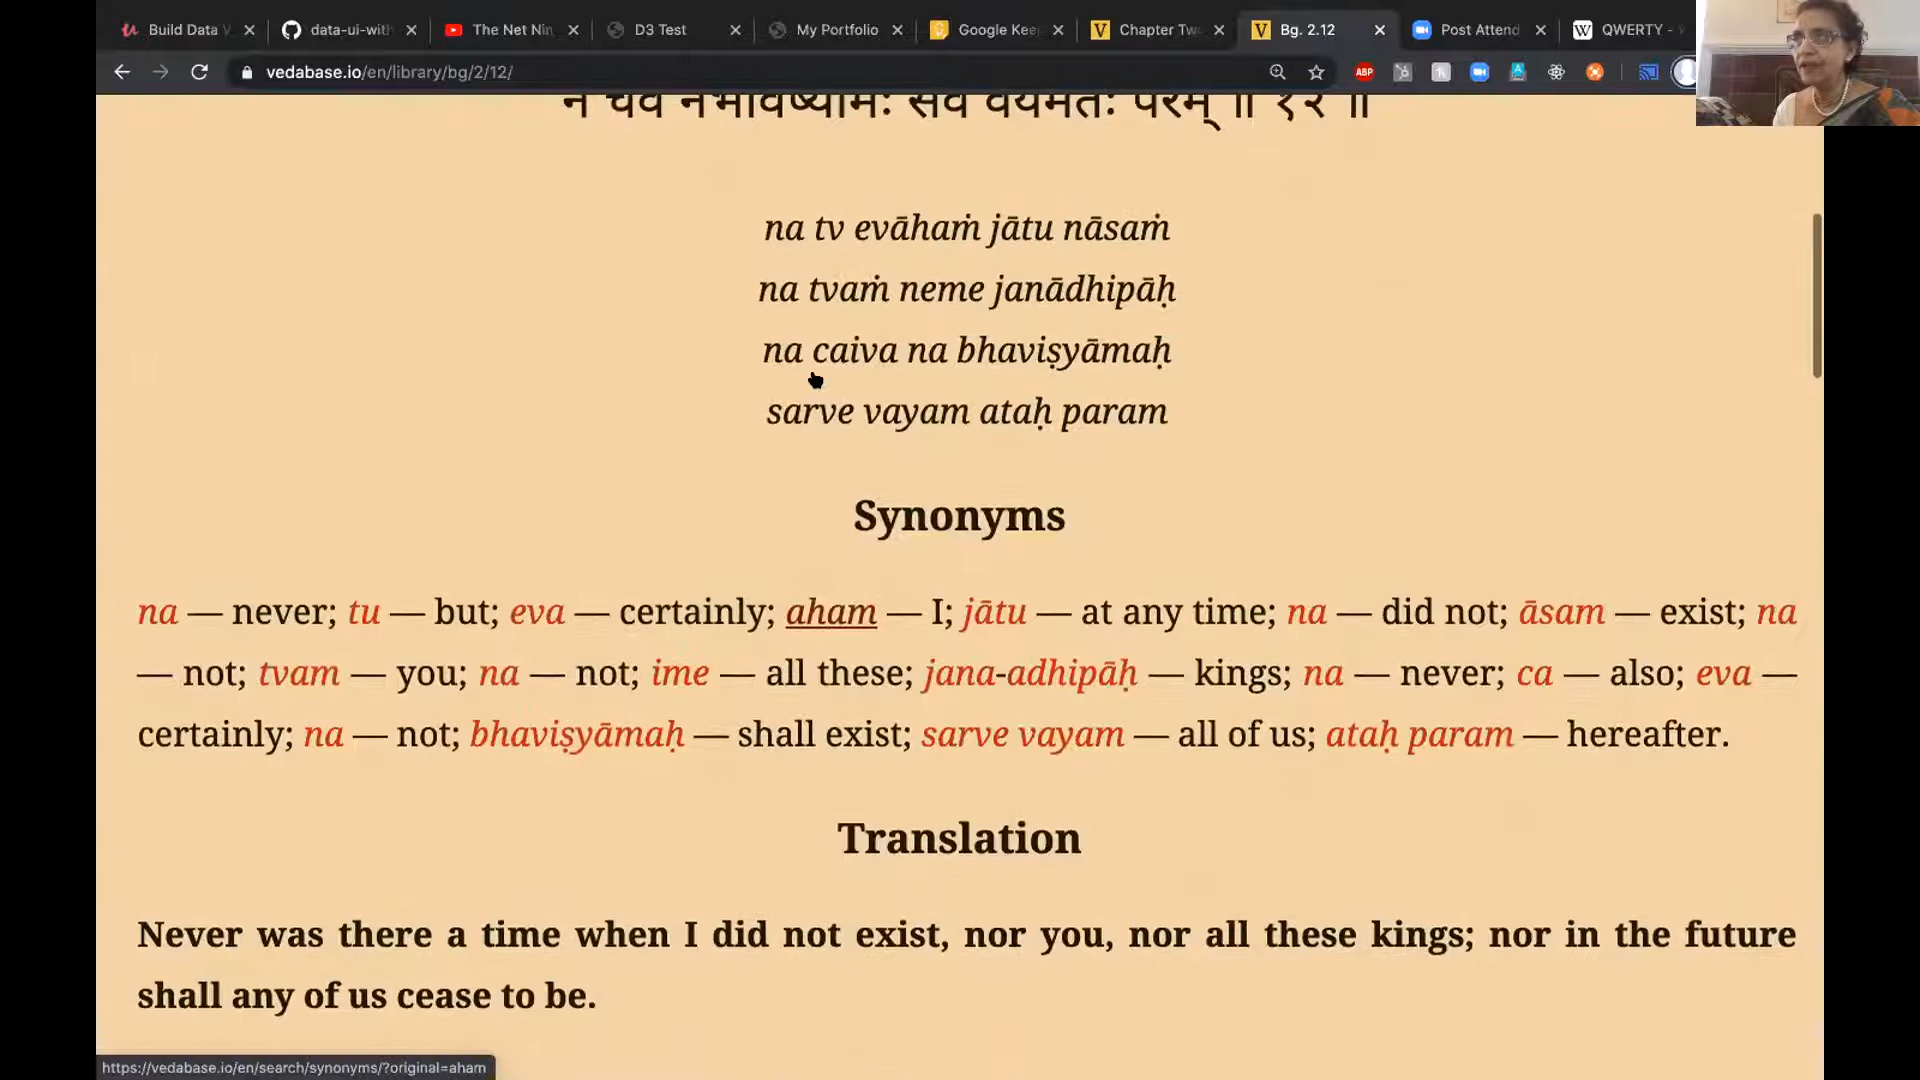 Build Data V
data-ui-with
The Net Nin
D3 Test
My Portfolio
Google Kee
Chapter Tw
Bg. 2.12
Post Attend
QWERTY -
vedabase.io/en/library/bg/2/12/
ABP
na tv evāhaṁ jātu nāsaṁ
na tvaṁ neme janādhipāḥ
na caiva na bhaviṣyāmaḥ
sarve vayam ataḥ param
Synonyms
na — never; tu — but; eva — certainly; aham — I; jātu — at any time; na — did not; āsam — exist; na
— not; tvam — you; na — not; ime — all these; jana-adhipāḥ — kings; na — never; ca — also; eva —
certainly; na — not; bhaviṣyāmaḥ — shall exist; sarve vayam — all of us; ataḥ param — hereafter.
Translation
Never was there a time when I did not exist, nor you, nor all these kings; nor in the future
shall any of us cease to be.
https://vedabase.io/en/search/synonyms/?original=aham